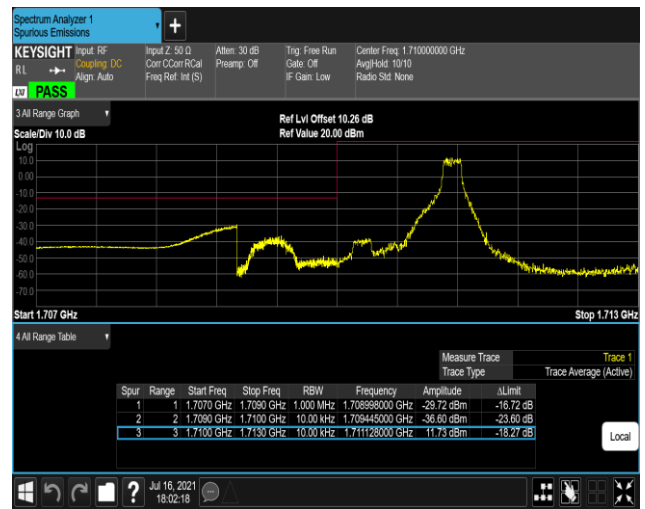 Spectrum Analyzer 1
Spurious Emissions
+
KEYSIGHT Input: RF Input Z: 50 Ω Atten: 30 dB Trig: Free Run Center Freq: 1.710000000 GHz
RL Coupling: DC Corr CCorr RCal Preamp: Off Gate: Off Avg|Hold: 10/10
Align: Auto Freq Ref: Int (S) IF Gain: Low Radio Std: None
LXI PASS
3 All Range Graph
Ref Lvl Offset 10.26 dB
Scale/Div 10.0 dB Ref Value 20.00 dBm
Log
10.0
0.00
-10.0
-20.0
-30.0
-40.0
-50.0
-60.0
-70.0
Start 1.707 GHz Stop 1.713 GHz
4 All Range Table
Measure Trace Trace 1
Trace Type Trace Average (Active)
Spur Range Start Freq Stop Freq RBW Frequency Amplitude ΔLimit
1 1 1.7070 GHz 1.7090 GHz 1.000 MHz 1.708998000 GHz -29.72 dBm -16.72 dB
2 2 1.7090 GHz 1.7100 GHz 10.00 kHz 1.709445000 GHz -36.60 dBm -23.60 dB
3 3 1.7100 GHz 1.7130 GHz 10.00 kHz 1.711128000 GHz 11.73 dBm -18.27 dB
Local
? Jul 16, 2021
18:02:18